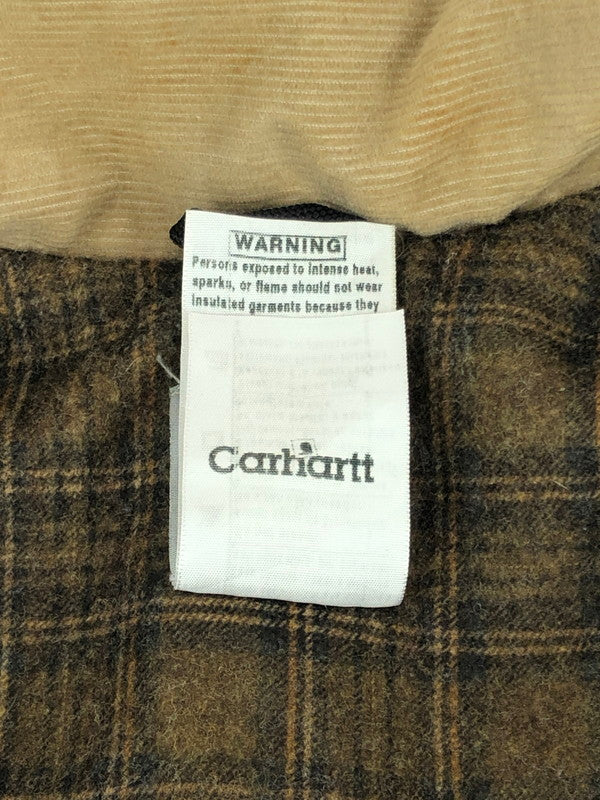 WARNING
Persons exposed to intense heat,
sparks, or flame should not wear
insulated garments because they
Carhartt